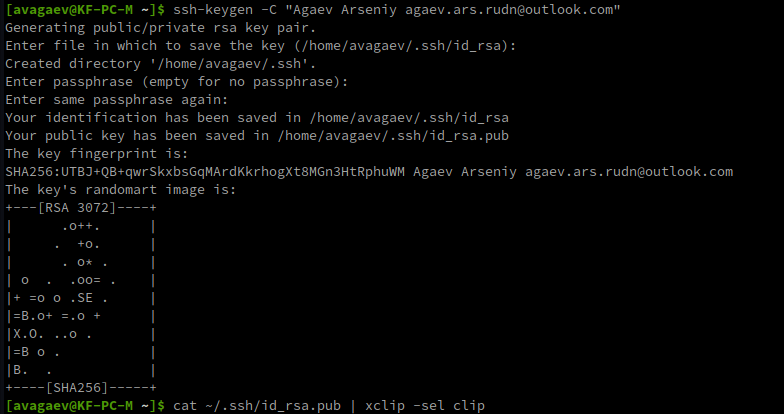 [avagaev@KF-PC-M ~]$ ssh-keygen -C "Agaev Arseniy agaev.ars.rudn@outlook.com"
Generating public/private rsa key pair.
Enter file in which to save the key (/home/avagaev/.ssh/id_rsa):
Created directory '/home/avagaev/.ssh'.
Enter passphrase (empty for no passphrase):
Enter same passphrase again:
Your identification has been saved in /home/avagaev/.ssh/id_rsa
Your public key has been saved in /home/avagaev/.ssh/id_rsa.pub
The key fingerprint is:
SHA256:UTBJ+QB+qwrSkxbsGqMArdKkrhogXt8MGn3HtRphuWM Agaev Arseniy agaev.ars.rudn@outlook.com
The key's randomart image is:
+---[RSA 3072]----+
|      .o++.      |
|     .  +o.      |
|      . o* .     |
| o  .  .oo= .    |
|+ =o o .SE .     |
|=B.o+ =.o +      |
|X.O. ..o .       |
|=B o .           |
|B.  .            |
+----[SHA256]-----+
[avagaev@KF-PC-M ~]$ cat ~/.ssh/id_rsa.pub | xclip -sel clip